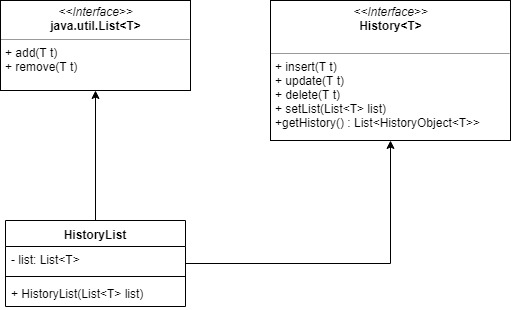 <<Interface>>
java.util.List<T>
+ add(T t)
+ remove(T t)
<<Interface>>
History<T>
+ insert(T t)
+ update(T t)
+ delete(T t)
+ setList(List<T> list)
+getHistory() : List<HistoryObject<T>>
HistoryList
- list: List<T>
+ HistoryList(List<T> list)